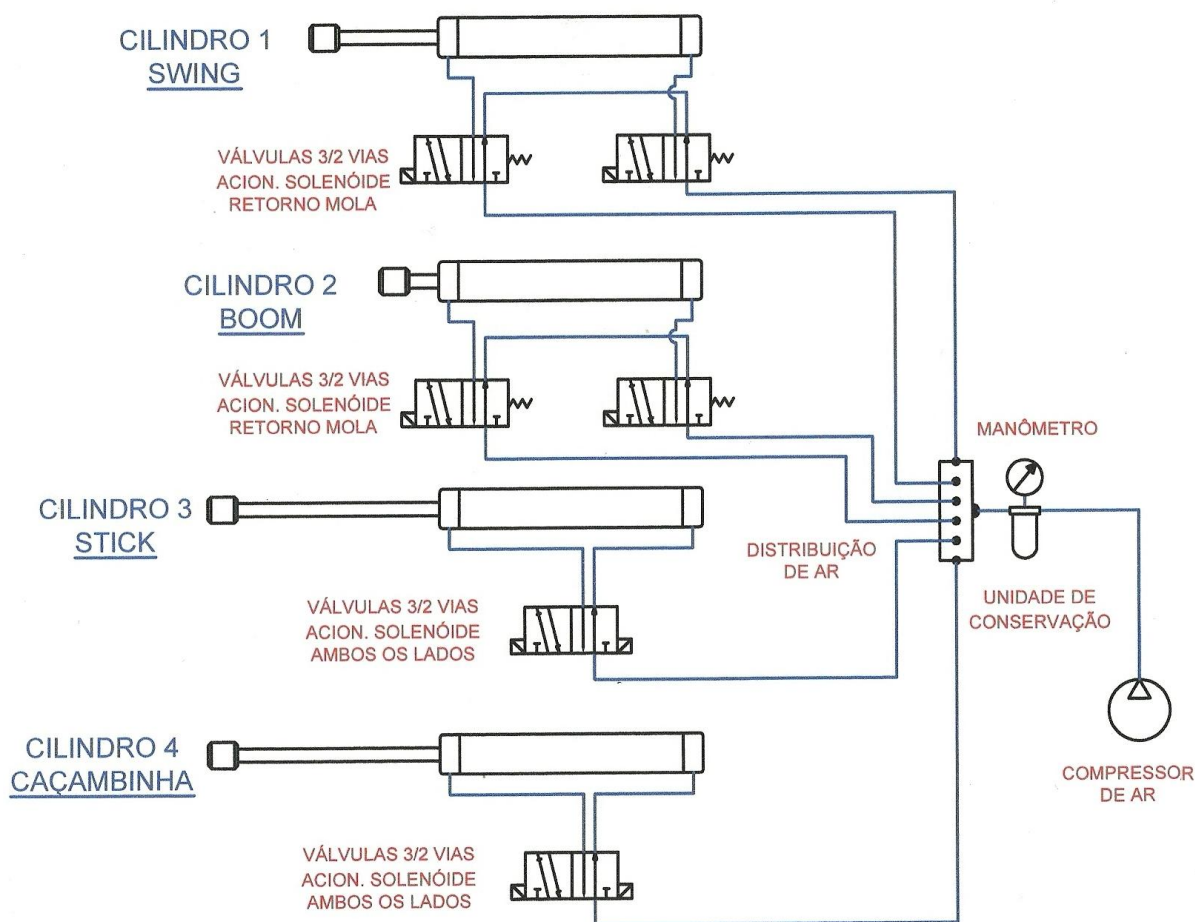 CILINDRO 1
SWING
VÁLVULAS 3/2 VIAS
ACION. SOLENÓIDE
RETORNO MOLA
CILINDRO 2
BOOM
VÁLVULAS 3/2 VIAS
ACION. SOLENÓIDE
RETORNO MOLA
MANÔMETRO
CILINDRO 3
STICK
DISTRIBUIÇÃO
DE AR
UNIDADE DE
CONSERVAÇÃO
VÁLVULAS 3/2 VIAS
ACION. SOLENÓIDE
AMBOS OS LADOS
CILINDRO 4
CAÇAMBINHA
COMPRESSOR
DE AR
VÁLVULAS 3/2 VIAS
ACION. SOLENÓIDE
AMBOS OS LADOS